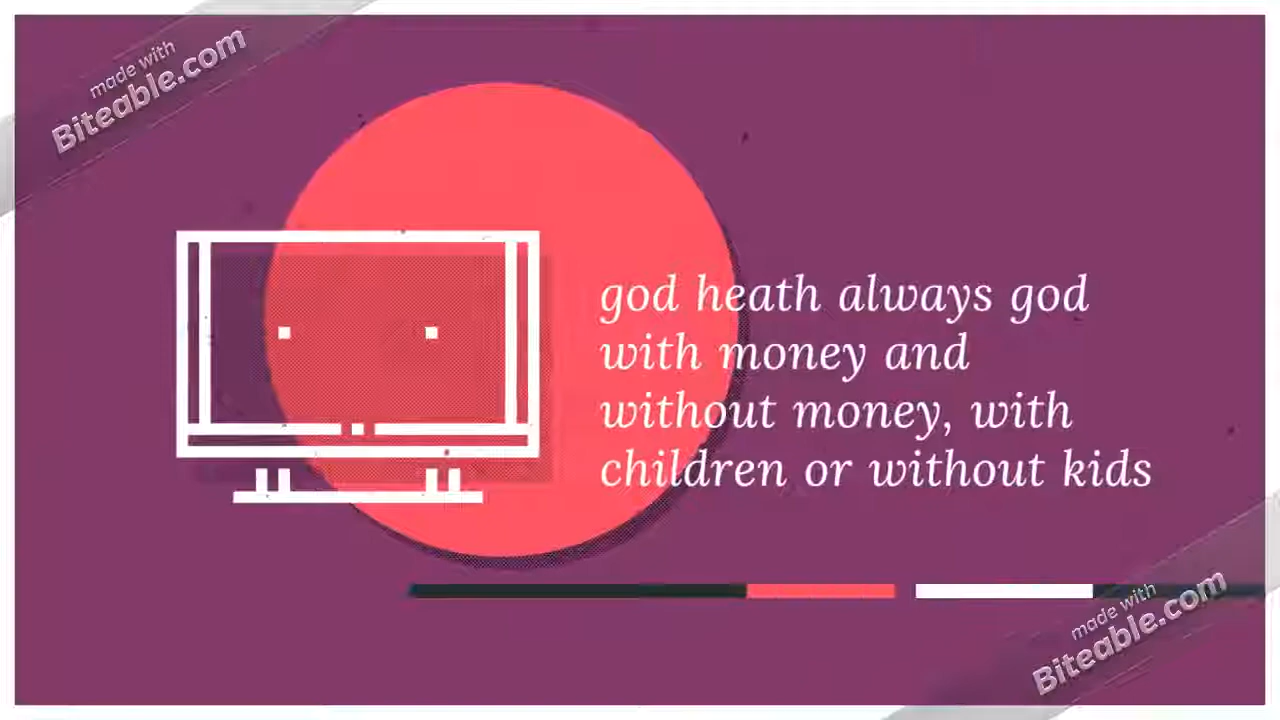 made with
Biteable.com
god heath always god
with money and
without money, with
children or without kids
made with
Biteable.com